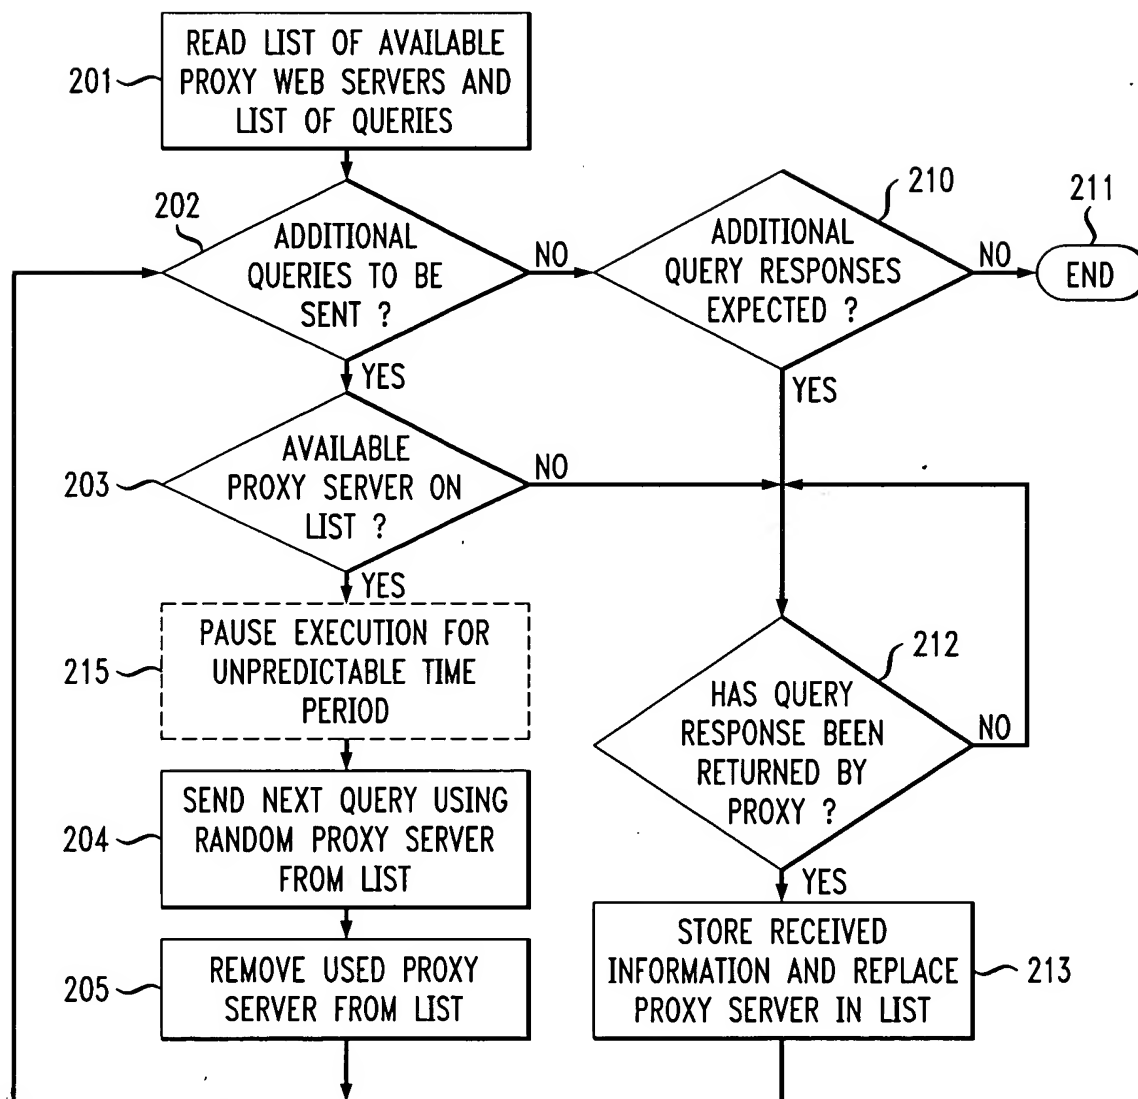 READ LIST OF AVAILABLE
PROXY WEB SERVERS AND
LIST OF QUERIES
201
202
ADDITIONAL
QUERIES TO BE
SENT ?
NO
YES
210
ADDITIONAL
QUERY RESPONSES
EXPECTED ?
NO
YES
211
END
203
AVAILABLE
PROXY SERVER ON
LIST ?
NO
YES
215
PAUSE EXECUTION FOR
UNPREDICTABLE TIME
PERIOD
212
HAS QUERY
RESPONSE BEEN
RETURNED BY
PROXY ?
NO
YES
204
SEND NEXT QUERY USING
RANDOM PROXY SERVER
FROM LIST
205
REMOVE USED PROXY
SERVER FROM LIST
STORE RECEIVED
INFORMATION AND REPLACE
PROXY SERVER IN LIST
213